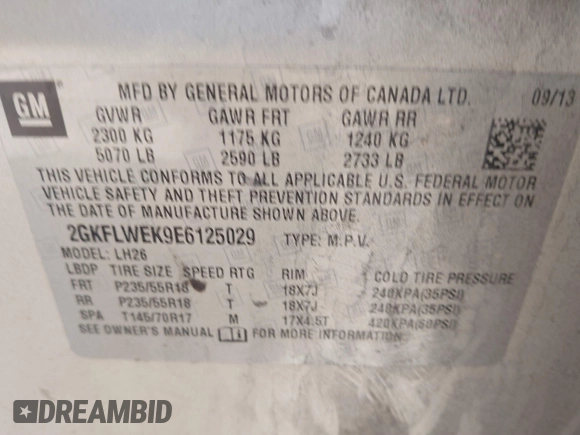 GM
MFD BY GENERAL MOTORS OF CANADA LTD. 09/13
GVWR GAWR FRT GAWR RR
2300 KG 1175 KG 1240 KG
5070 LB 2590 LB 2733 LB
THIS VEHICLE CONFORMS TO ALL APPLICABLE U.S. FEDERAL MOTOR
VEHICLE SAFETY AND THEFT PREVENTION STANDARDS IN EFFECT ON
THE DATE OF MANUFACTURE SHOWN ABOVE.
2GKFLWEK9E6125029 TYPE: M.P.V.
MODEL: LH26
LBDP TIRE SIZE SPEED RTG RIM COLD TIRE PRESSURE
FRT P235/55R18 T 18X7J 240KPA(35PSI)
RR P235/55R18 T 18X7J 240KPA(35PSI)
SPA T145/70R17 M 17X4.5T 420KPA(60PSI)
SEE OWNER'S MANUAL FOR MORE INFORMATION
DREAMBID